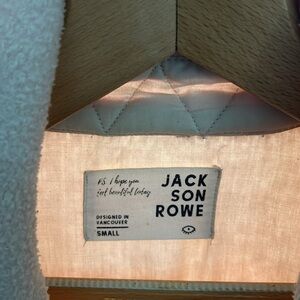 P.S. I hope you
feel beautiful today
JACK
SON
ROWE
DESIGNED IN
VANCOUVER
SMALL